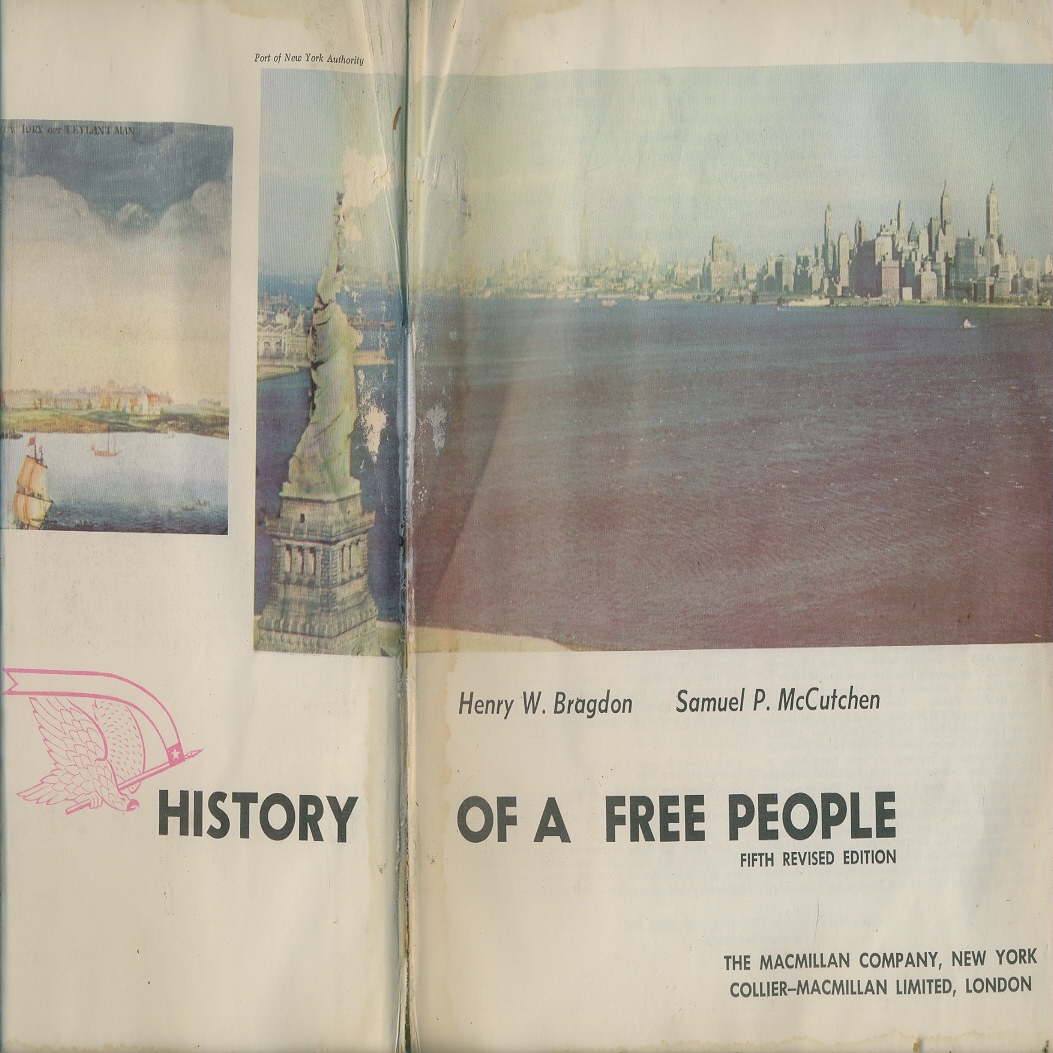 Port of New York Authority
Henry W. Bragdon Samuel P. McCutchen
HISTORY OF A FREE PEOPLE
FIFTH REVISED EDITION
THE MACMILLAN COMPANY, NEW YORK
COLLIER–MACMILLAN LIMITED, LONDON